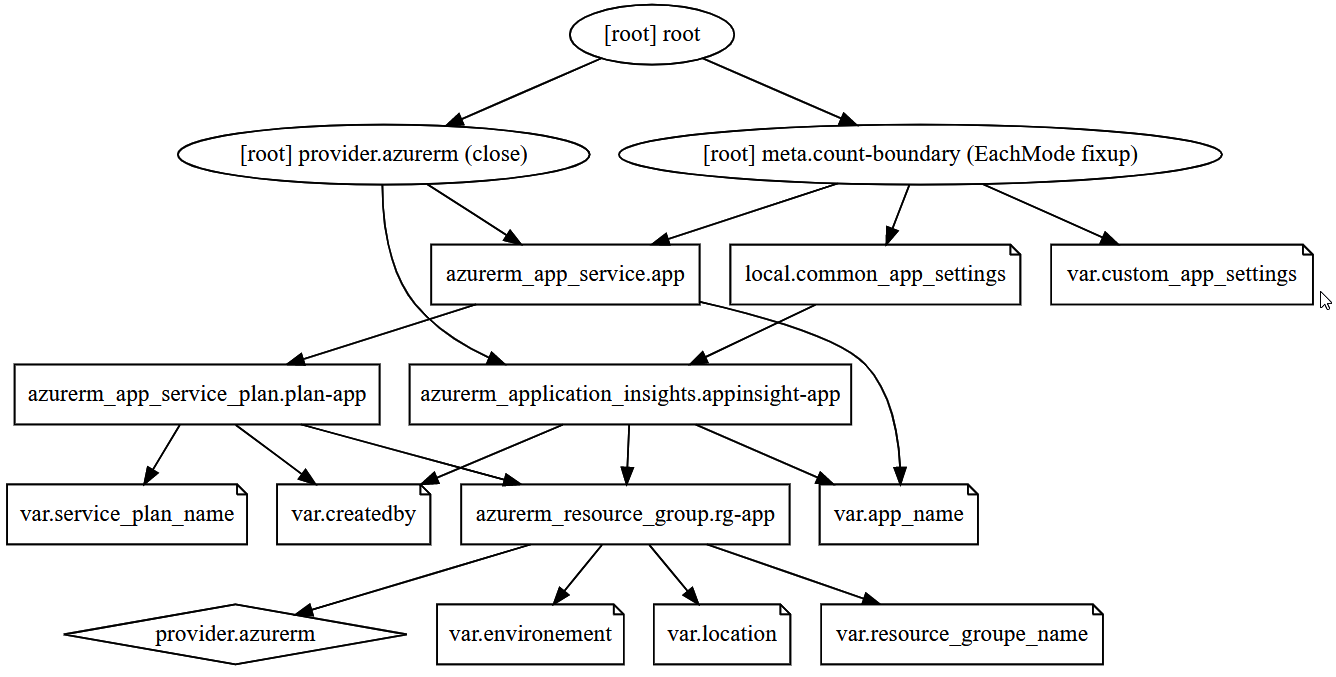 [root] root
[root] provider.azurerm (close)
[root] meta.count-boundary (EachMode fixup)
azurerm_app_service.app
local.common_app_settings
var.custom_app_settings
azurerm_app_service_plan.plan-app
azurerm_application_insights.appinsight-app
var.service_plan_name
var.createdby
azurerm_resource_group.rg-app
var.app_name
provider.azurerm
var.environement
var.location
var.resource_groupe_name